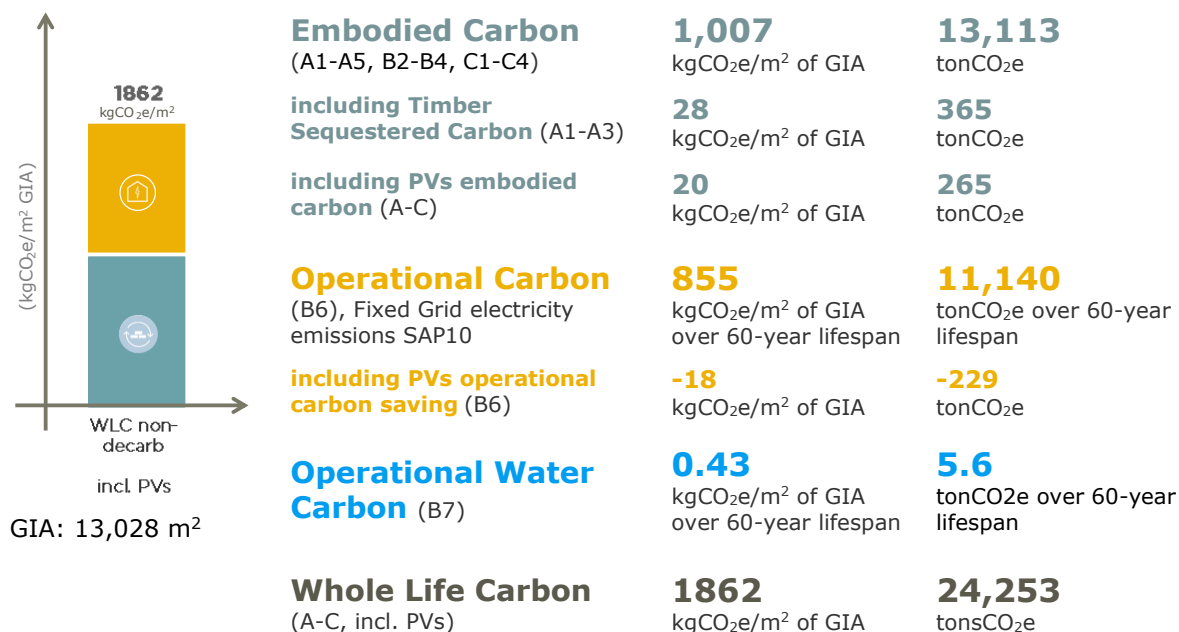 1862
kgCO2e/m2
(kgCO2e/m2 GIA)
WLC non-
decarb
incl. PVs
GIA: 13,028 m2
Embodied Carbon
(A1-A5, B2-B4, C1-C4)
1,007
kgCO2e/m2 of GIA
13,113
tonCO2e
including Timber
Sequestered Carbon (A1-A3)
28
kgCO2e/m2 of GIA
365
tonCO2e
including PVs embodied
carbon (A-C)
20
kgCO2e/m2 of GIA
265
tonCO2e
Operational Carbon
(B6), Fixed Grid electricity
emissions SAP10
855
kgCO2e/m2 of GIA
over 60-year lifespan
11,140
tonCO2e over 60-year
lifespan
including PVs operational
carbon saving (B6)
-18
kgCO2e/m2 of GIA
-229
tonCO2e
Operational Water
Carbon (B7)
0.43
kgCO2e/m2 of GIA
over 60-year lifespan
5.6
tonCO2e over 60-year
lifespan
Whole Life Carbon
(A-C, incl. PVs)
1862
kgCO2e/m2 of GIA
24,253
tonsCO2e